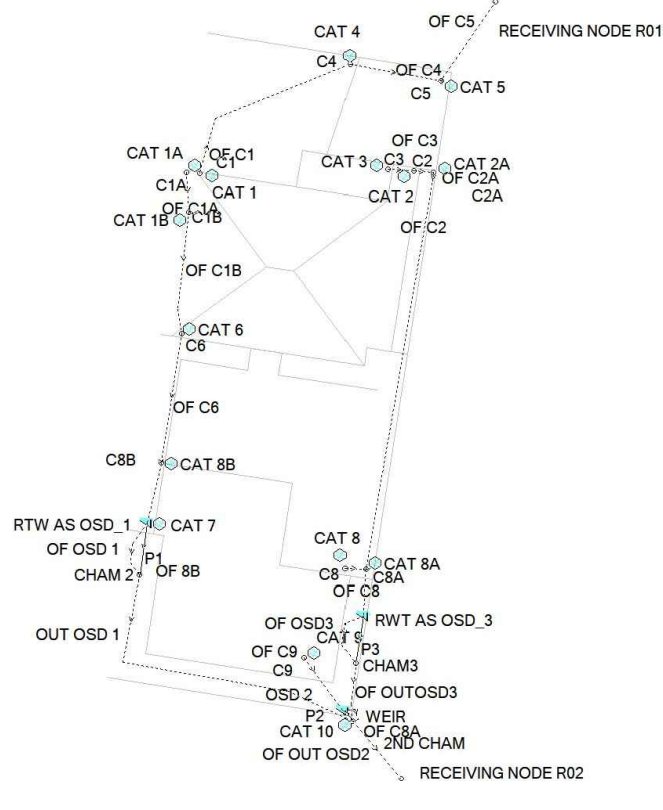 OF C5
RECEIVING NODE R01
CAT 4
C4
OF C4
C5
CAT 5
OF C3
CAT 1A
OF C1
C1
CAT 3
C3
C2
CAT 2A
OF C2A
C1A
CAT 1
CAT 2
C2A
OF C1A
C1B
CAT 1B
OF C2
OF C1B
CAT 6
C6
OF C6
C8B
CAT 8B
RTW AS OSD_1
CAT 7
CAT 8
OF OSD 1
P1
OF 8B
CHAM 2
CAT 8A
C8
C8A
OF C8
OF OSD3
RWT AS OSD_3
OUT OSD 1
CAT 9
OF C9
P3
C9
CHAM3
OSD 2
OF OUTOSD3
P2
WEIR
CAT 10
OF C8A
2ND CHAM
OF OUT OSD2
RECEIVING NODE R02